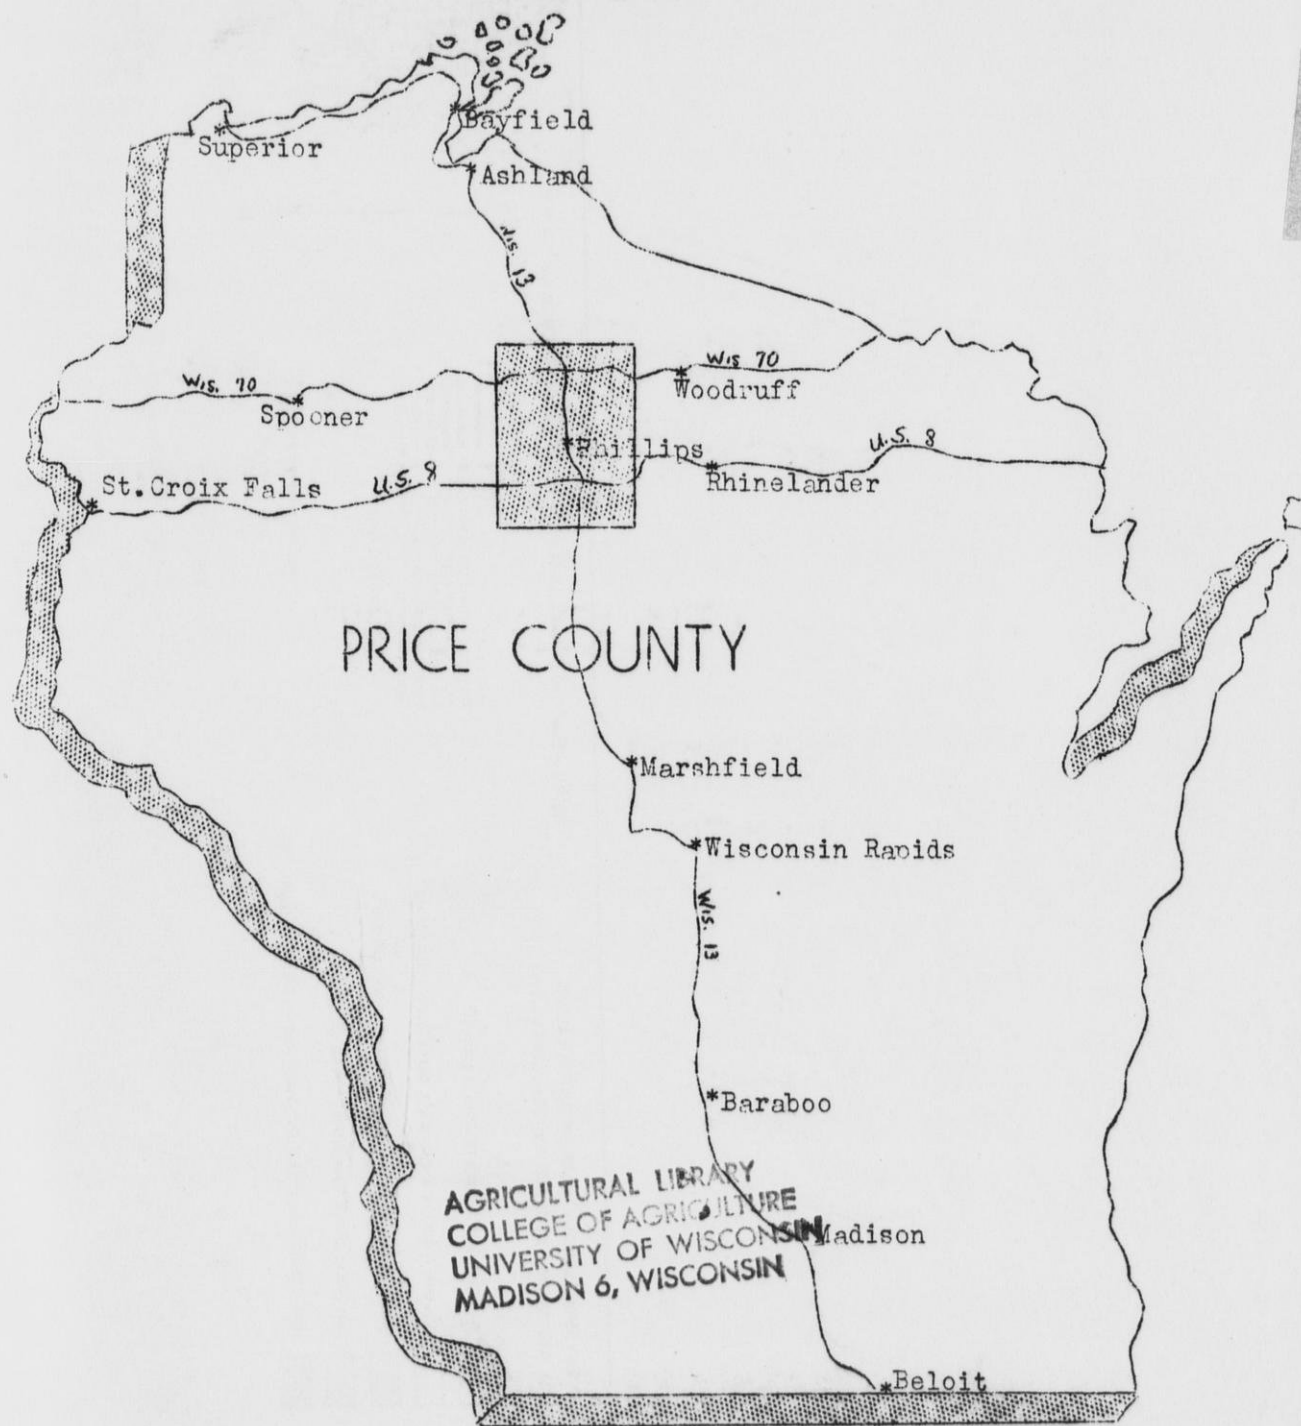 Bayfield
Superior
Ashland
Wis 13
Wis 70
Wis. 70
Woodruff
Spooner
Phillips
U.S. 8
Rhinelander
St.Croix Falls
U.S. 8
PRICE COUNTY
Marshfield
Wisconsin Rapids
Wis. 13
Baraboo
AGRICULTURAL LIBRARY
COLLEGE OF AGRICULTURE
UNIVERSITY OF WISCONSIN
MADISON 6, WISCONSIN
Madison
Beloit